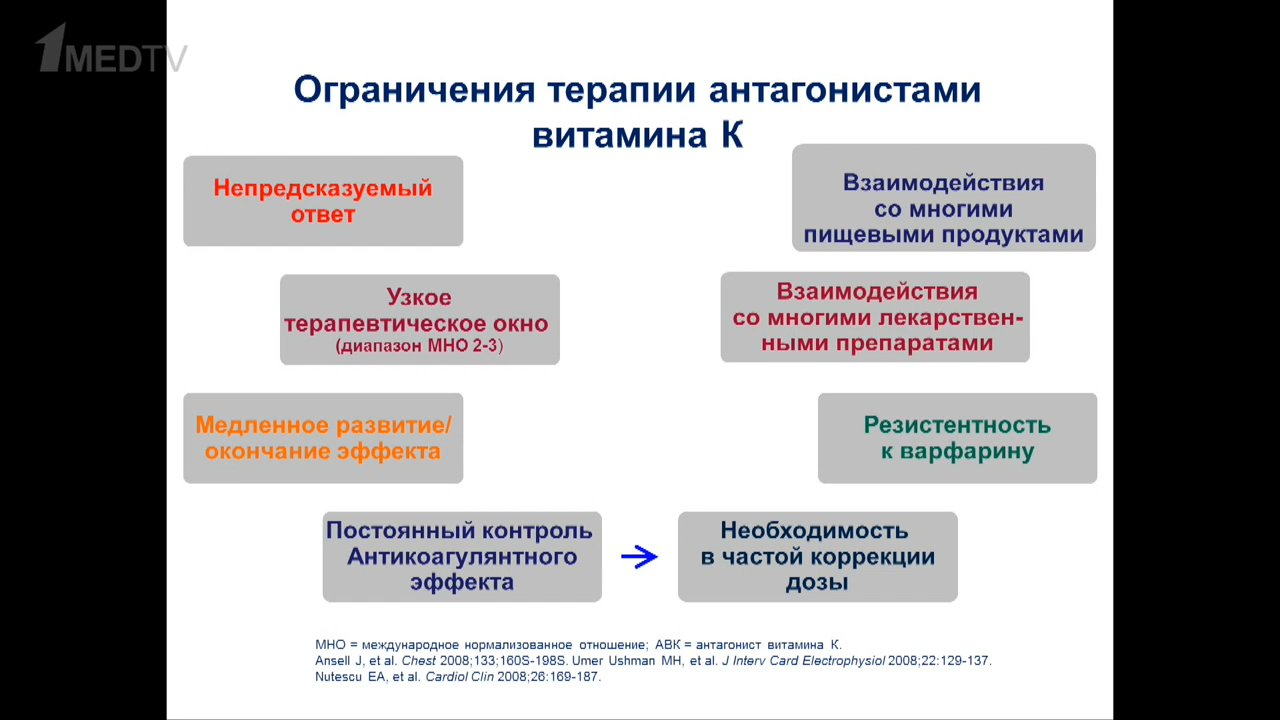 1MEDTV
Ограничения терапии антагонистами
витамина К
Непредсказуемый
ответ
Взаимодействия
со многими
пищевыми продуктами
Узкое
терапевтическое окно
(диапазон МНО 2-3)
Взаимодействия
со многими лекарствен-
ными препаратами
Медленное развитие/
окончание эффекта
Резистентность
к варфарину
Постоянный контроль
Антикоагулянтного
эффекта
Необходимость
в частой коррекции
дозы
МНО = международное нормализованное отношение; АВК = антагонист витамина К.
Ansell J, et al. Chest 2008;133;160S-198S. Umer Ushman MH, et al. J Interv Card Electrophysiol 2008;22:129-137.
Nutescu EA, et al. Cardiol Clin 2008;26:169-187.